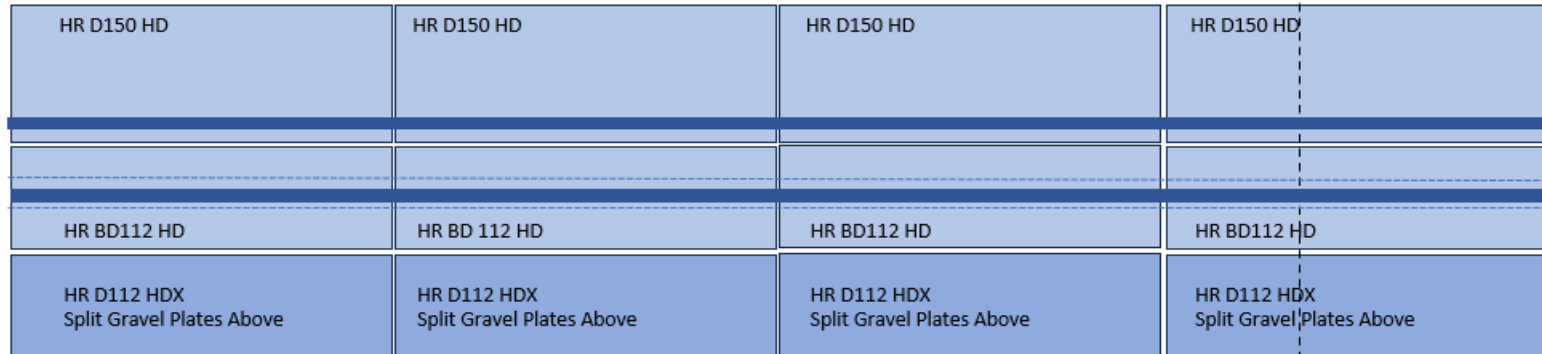 HR D150 HD
HR D150 HD
HR D150 HD
HR D150 HD
HR BD112 HD
HR BD 112 HD
HR BD112 HD
HR BD112 HD
HR D112 HDX
Split Gravel Plates Above
HR D112 HDX
Split Gravel Plates Above
HR D112 HDX
Split Gravel Plates Above
HR D112 HDX
Split Gravel Plates Above